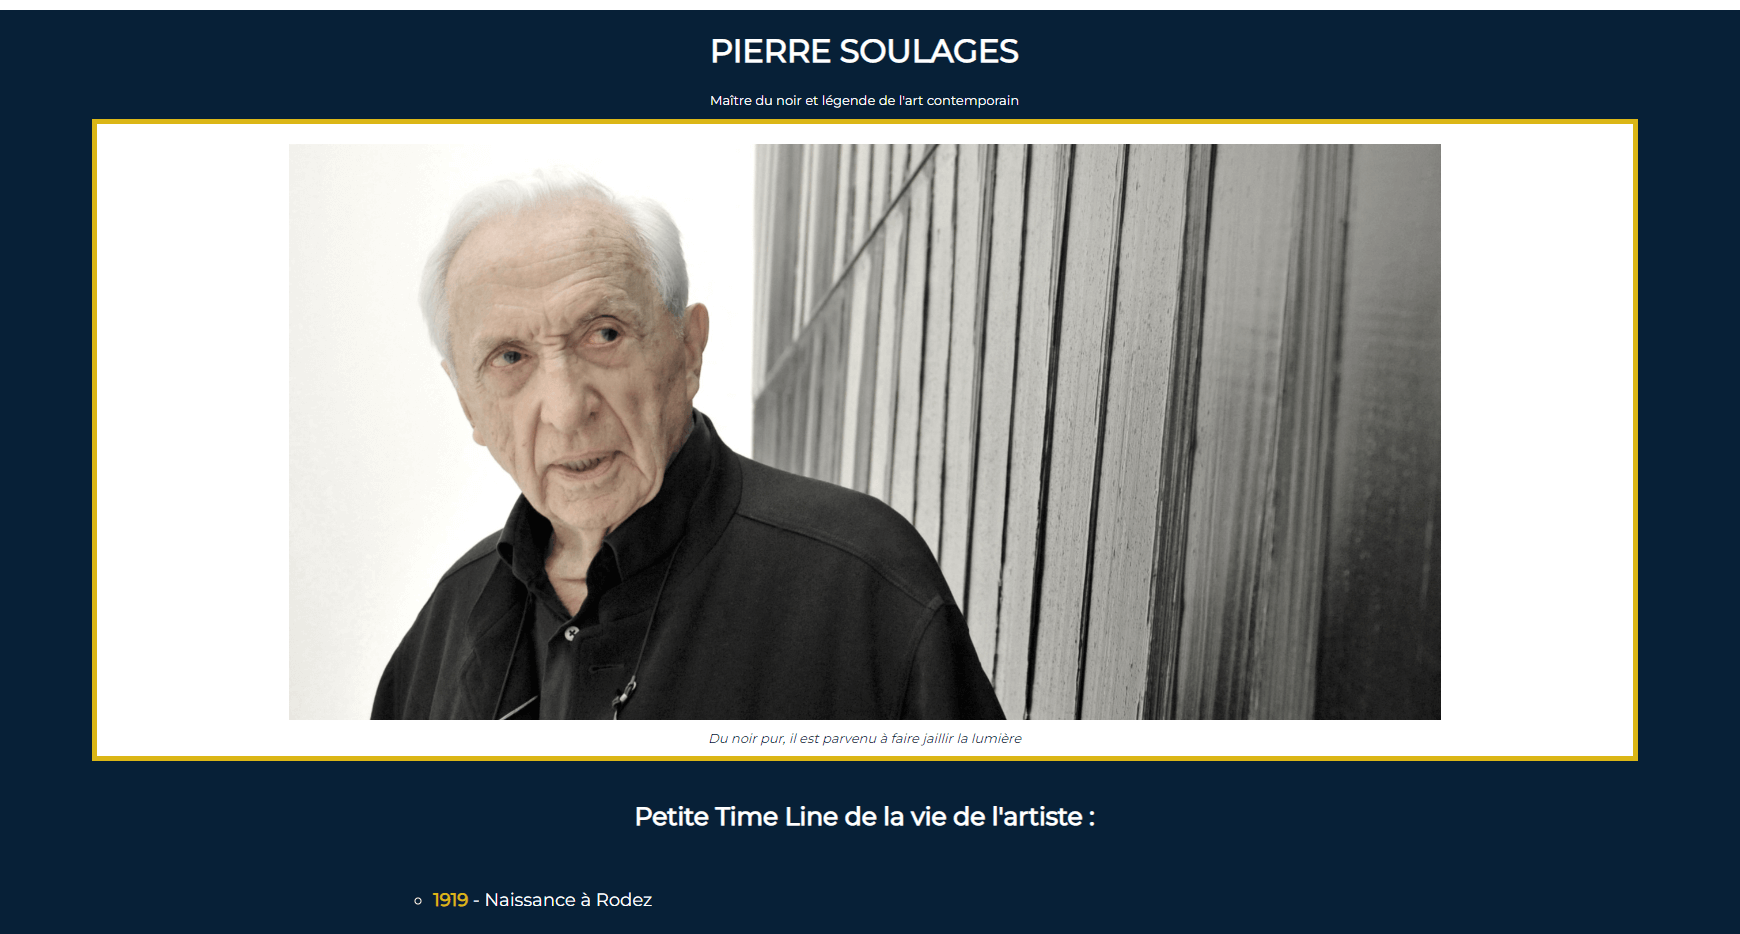 PIERRE SOULAGES
Maître du noir et légende de l'art contemporain
Du noir pur, il est parvenu à faire jaillir la lumière
Petite Time Line de la vie de l'artiste :
1919 - Naissance à Rodez